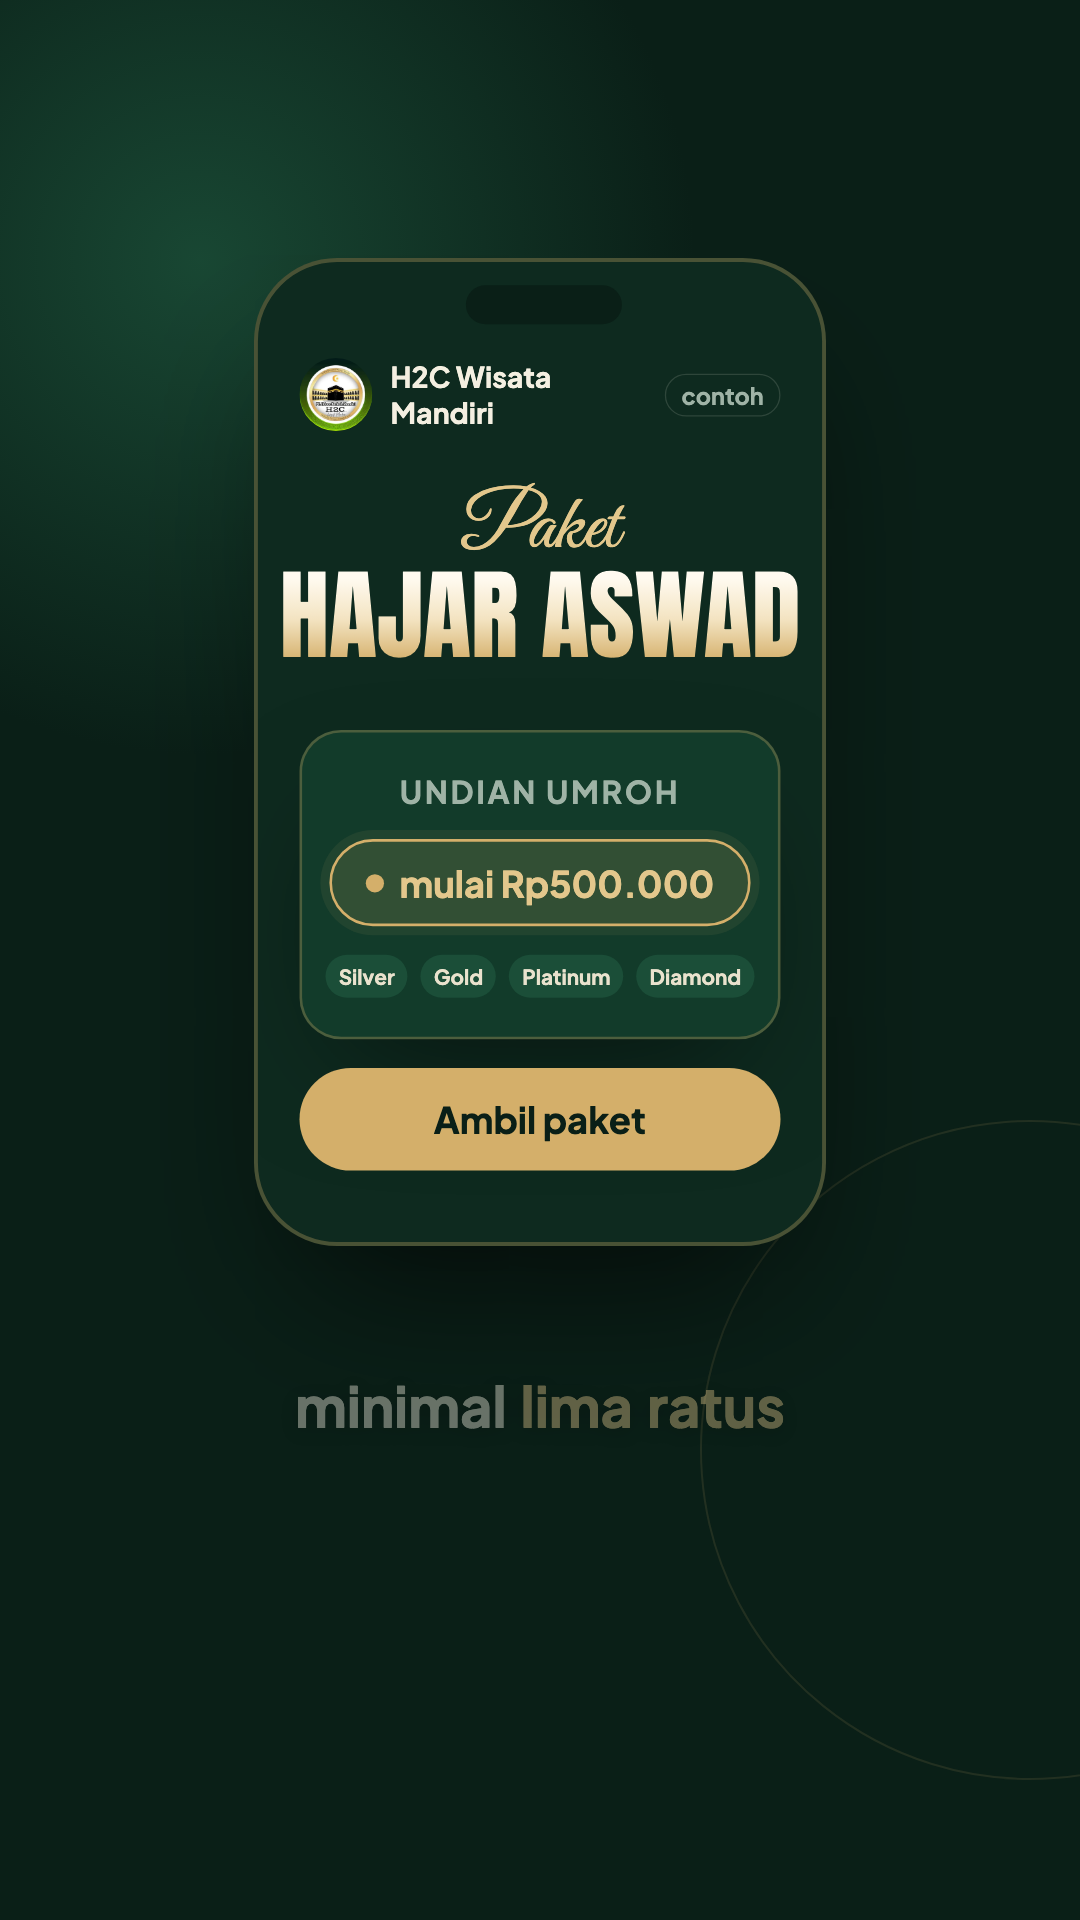 H2C Wisata
Mandiri
contoh
H2C
Paket
HAJAR ASWAD
UNDIAN UMROH
mulai Rp500.000
Silver Gold Platinum Diamond
Ambil paket
minimal lima ratus